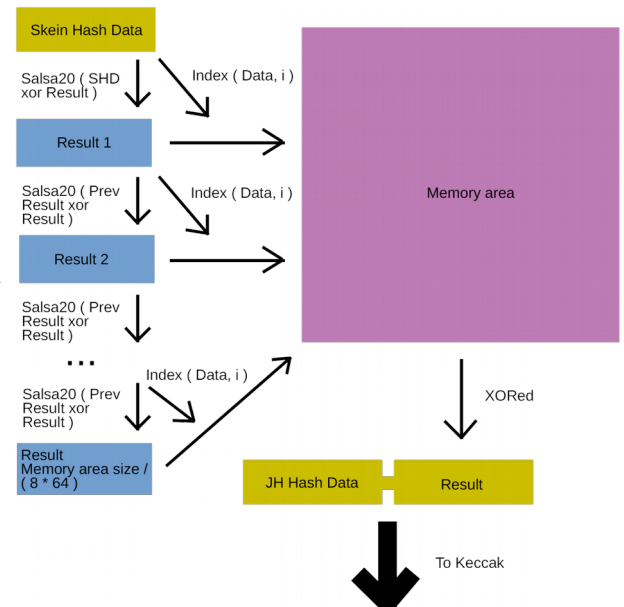 Skein Hash Data
Salsa20 ( SHD
xor Result )
Index ( Data, i )
Result 1
Memory area
Salsa20 ( Prev
Result xor
Result )
Index ( Data, i )
Result 2
Salsa20 ( Prev
Result xor
Result )
...
Index ( Data, i )
Salsa20 ( Prev
Result xor
Result )
XORed
Result
Memory area size /
( 8 * 64 )
JH Hash Data
Result
To Keccak